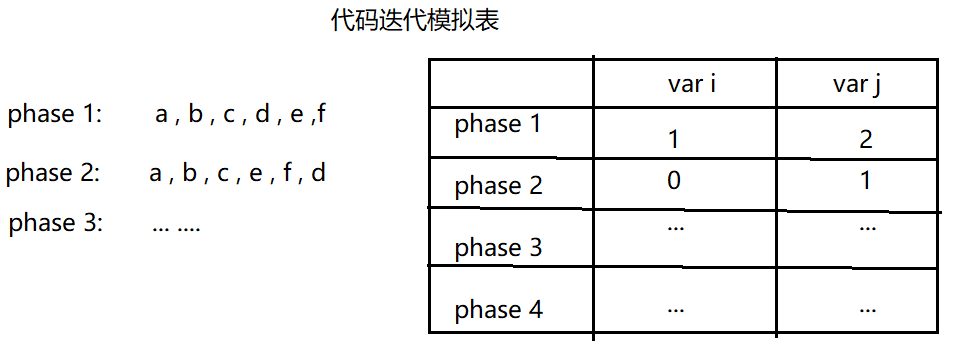 代码迭代模拟表
phase 1: a , b , c , d , e ,f
phase 2: a , b , c , e , f , d
phase 3: ... ....
var i var j
phase 1 1 2
phase 2 0 1
phase 3 ... ...
phase 4 ... ...